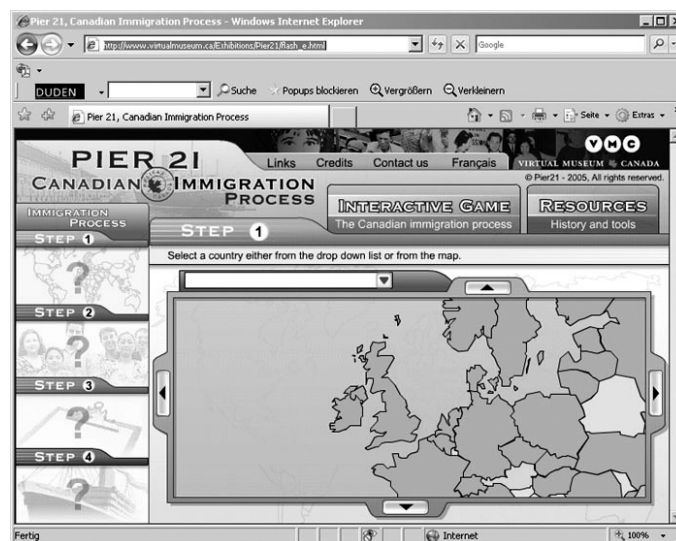 Pier 21, Canadian Immigration Process - Windows Internet Explorer
http://www.virtualmuseum.ca/Exhibitions/Pier21/flash_e.html
Google
DUDEN
Suche
Popups blockieren
Vergrößern
Verkleinern
Pier 21, Canadian Immigration Process
Seite
Extras
PIER 21
CANADIAN IMMIGRATION
PROCESS
Links Credits Contact us Français
VMC
VIRTUAL MUSEUM CANADA
© Pier21 - 2005, All rights reserved.
INTERACTIVE GAME
The Canadian immigration process
RESOURCES
History and tools
IMMIGRATION
PROCESS
STEP 1
?
STEP 2
?
STEP 3
?
STEP 4
?
STEP 1
Select a country either from the drop down list or from the map.
Fertig
Internet
100%